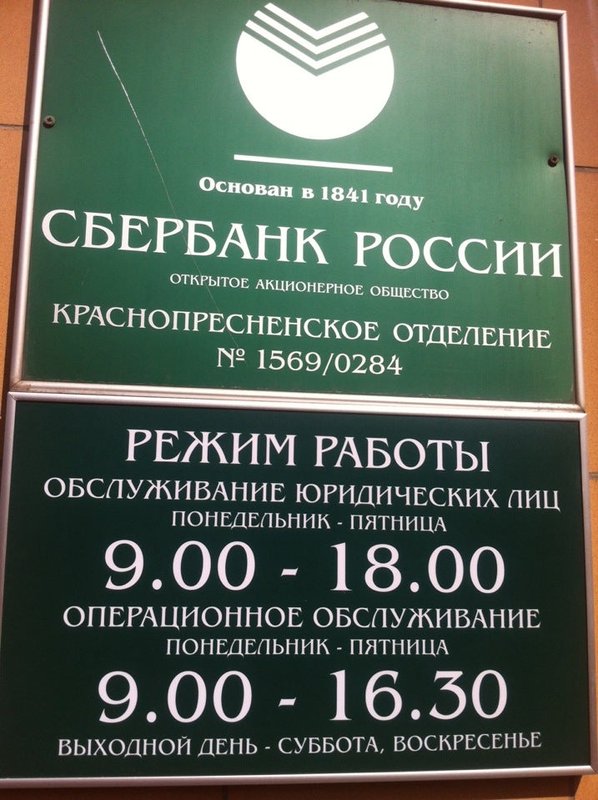 Основан в 1841 году
СБЕРБАНК РОССИИ
ОТКРЫТОЕ АКЦИОНЕРНОЕ ОБЩЕСТВО
КРАСНОПРЕСНЕНСКОЕ ОТДЕЛЕНИЕ
№ 1569/0284
РЕЖИМ РАБОТЫ
ОБСЛУЖИВАНИЕ ЮРИДИЧЕСКИХ ЛИЦ
ПОНЕДЕЛЬНИК - ПЯТНИЦА
9.00 - 18.00
ОПЕРАЦИОННОЕ ОБСЛУЖИВАНИЕ
ПОНЕДЕЛЬНИК - ПЯТНИЦА
9.00 - 16.30
ВЫХОДНОЙ ДЕНЬ - СУББОТА, ВОСКРЕСЕНЬЕ